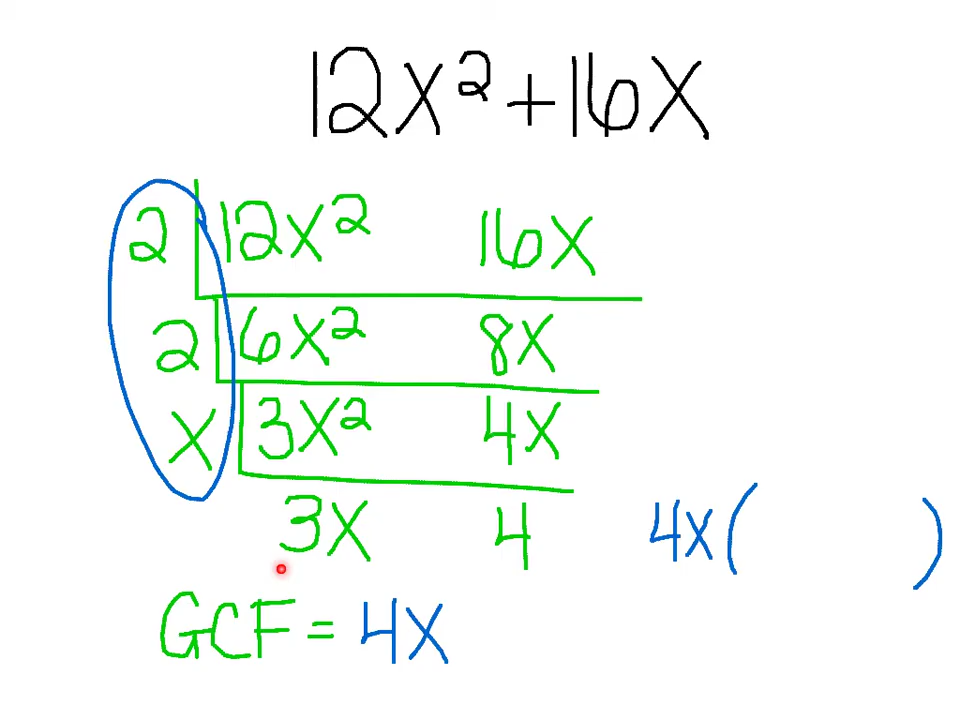 12x² + 16x
2 12x² 16x
2 6x² 8x
x 3x² 4x
3x 4 4x( )
GCF = 4x